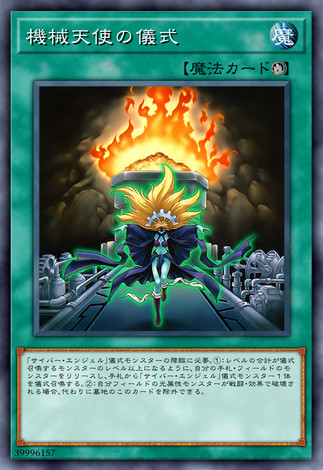 機械天使の儀式
魔
【魔法カード】
「サイバー・エンジェル」儀式モンスターの降臨に必要。①:レベルの合計が儀式
召喚するモンスターのレベル以上になるように、自分の手札・フィールドのモ
ンスターをリリースし、手札から「サイバー・エンジェル」儀式モンスター１体
を儀式召喚する。②:自分フィールドの光属性モンスターが戦闘・効果で破壊さ
れる場合、代わりに墓地のこのカードを除外できる。
39996157